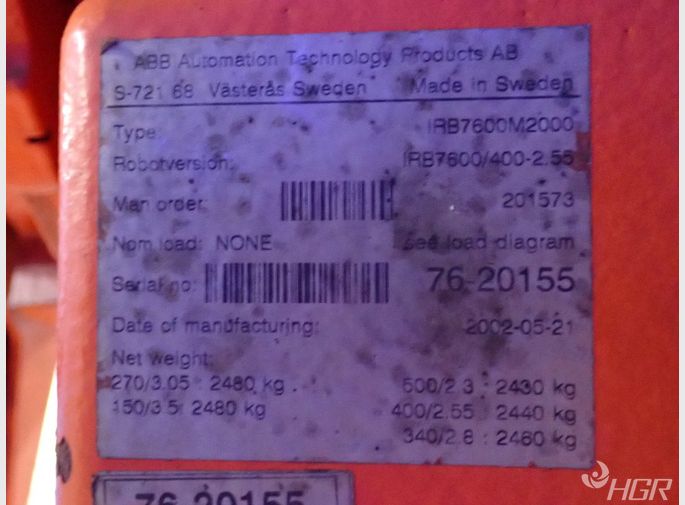 ABB Automation Technology Products AB
S-721 68 Västerås Sweden Made in Sweden
Type: IRB7600M2000
Robotversion: IRB7600/400-2.55
Man order: 201573
Nom load: NONE see load diagram
Serial no: 76-20155
Date of manufacturing: 2002-05-21
Net weight:
270/3.05 : 2480 kg 500/2.3 : 2430 kg
150/3.5 : 2480 kg 400/2.55 : 2440 kg
340/2.8 : 2460 kg
76-20155
HGR